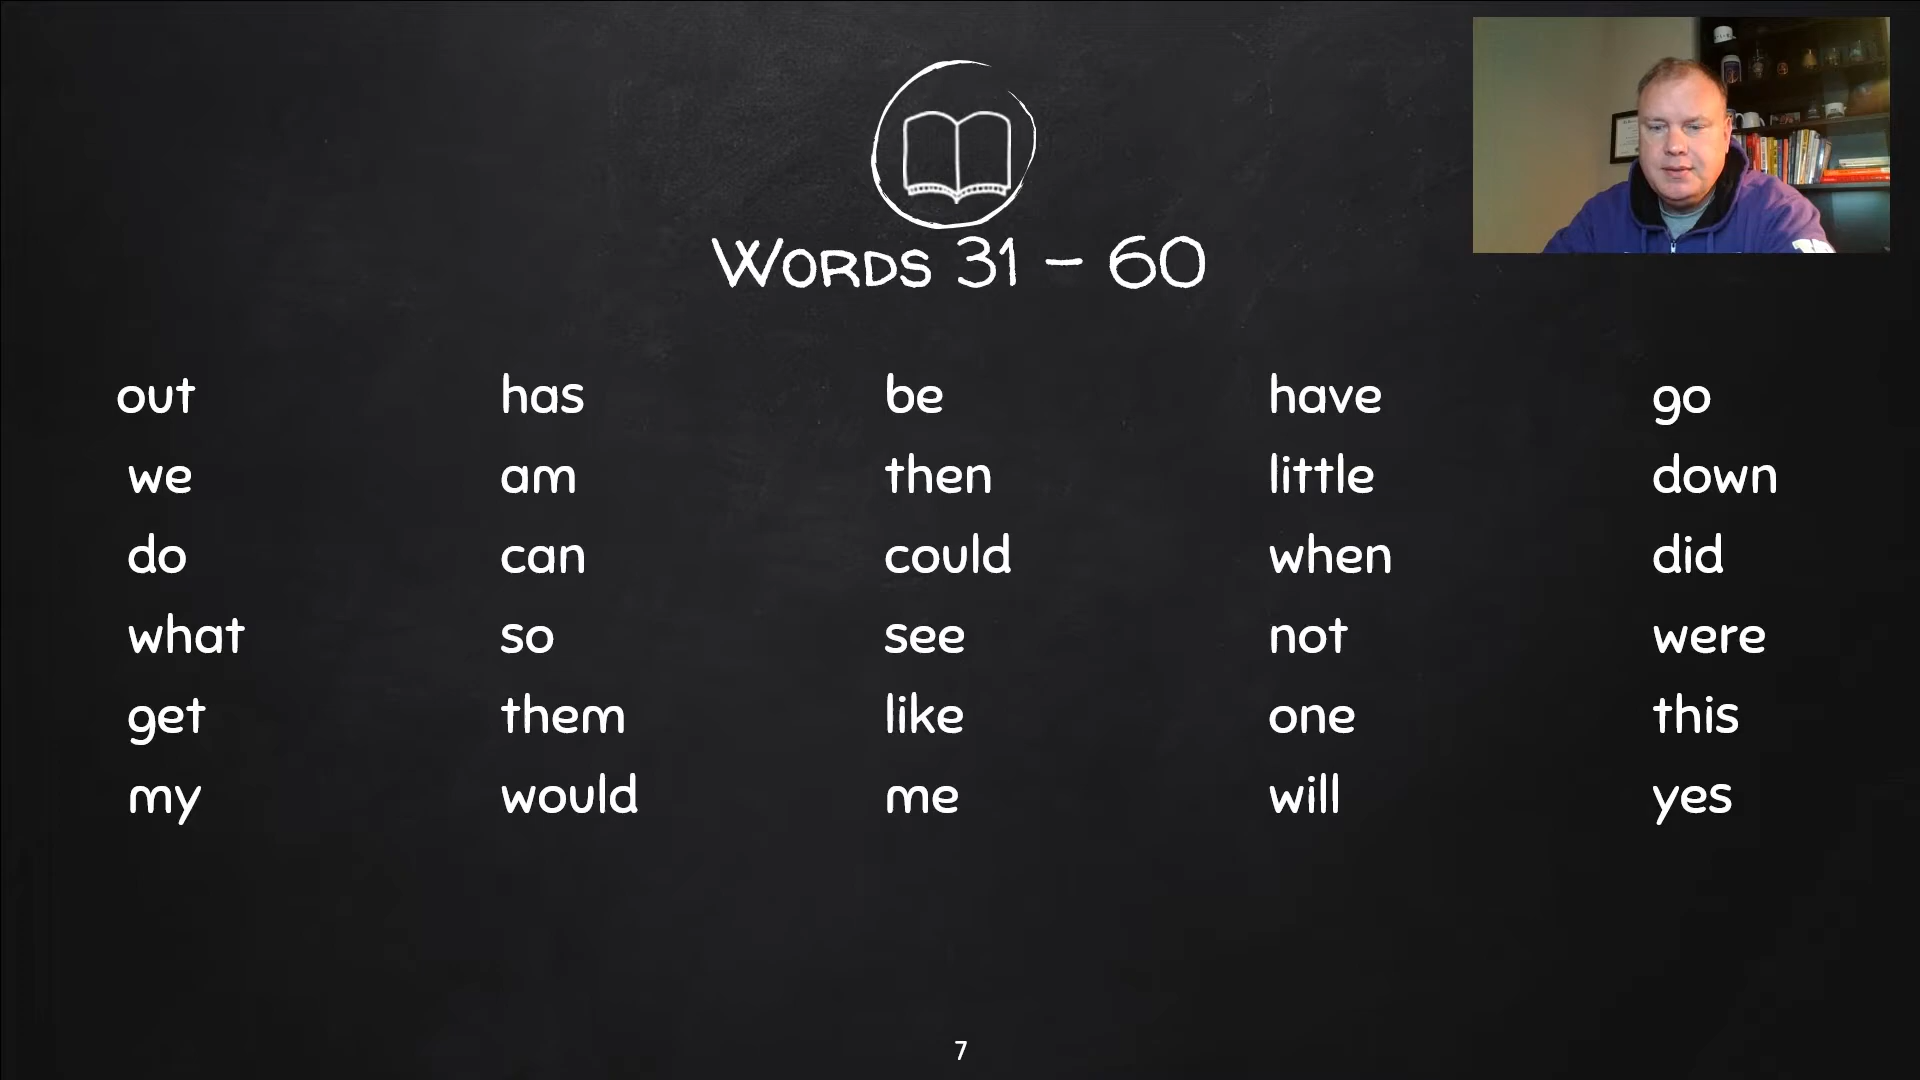 WORDS 31 – 60
out has be have go
we am then little down
do can could when did
what so see not were
get them like one this
my would me will yes
7